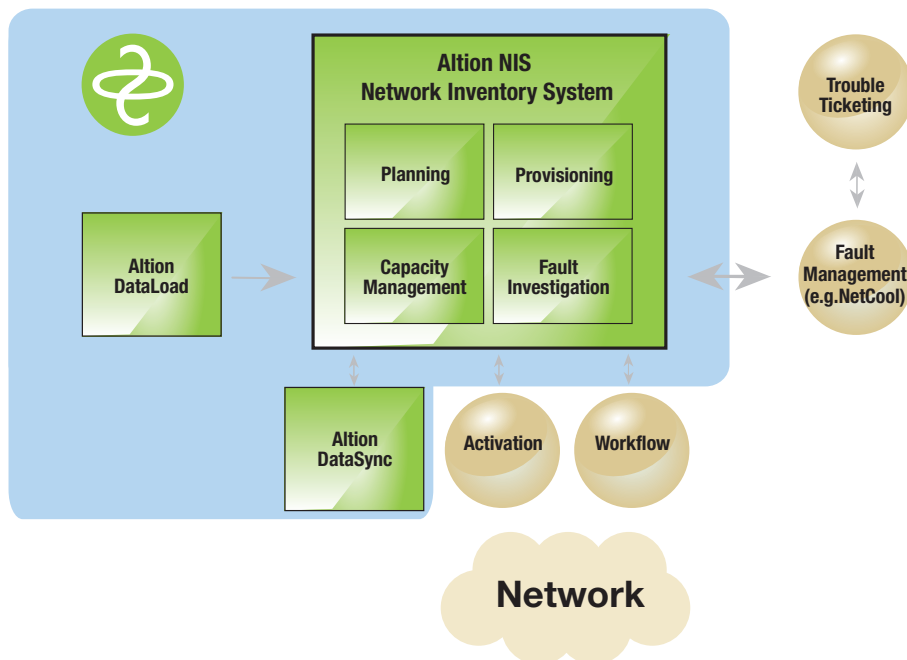 Altion NIS
Network Inventory System
Planning
Provisioning
Capacity
Management
Fault
Investigation
Altion
DataLoad
Altion
DataSync
Activation
Workflow
Trouble
Ticketing
Fault
Management
(e.g.NetCool)
Network